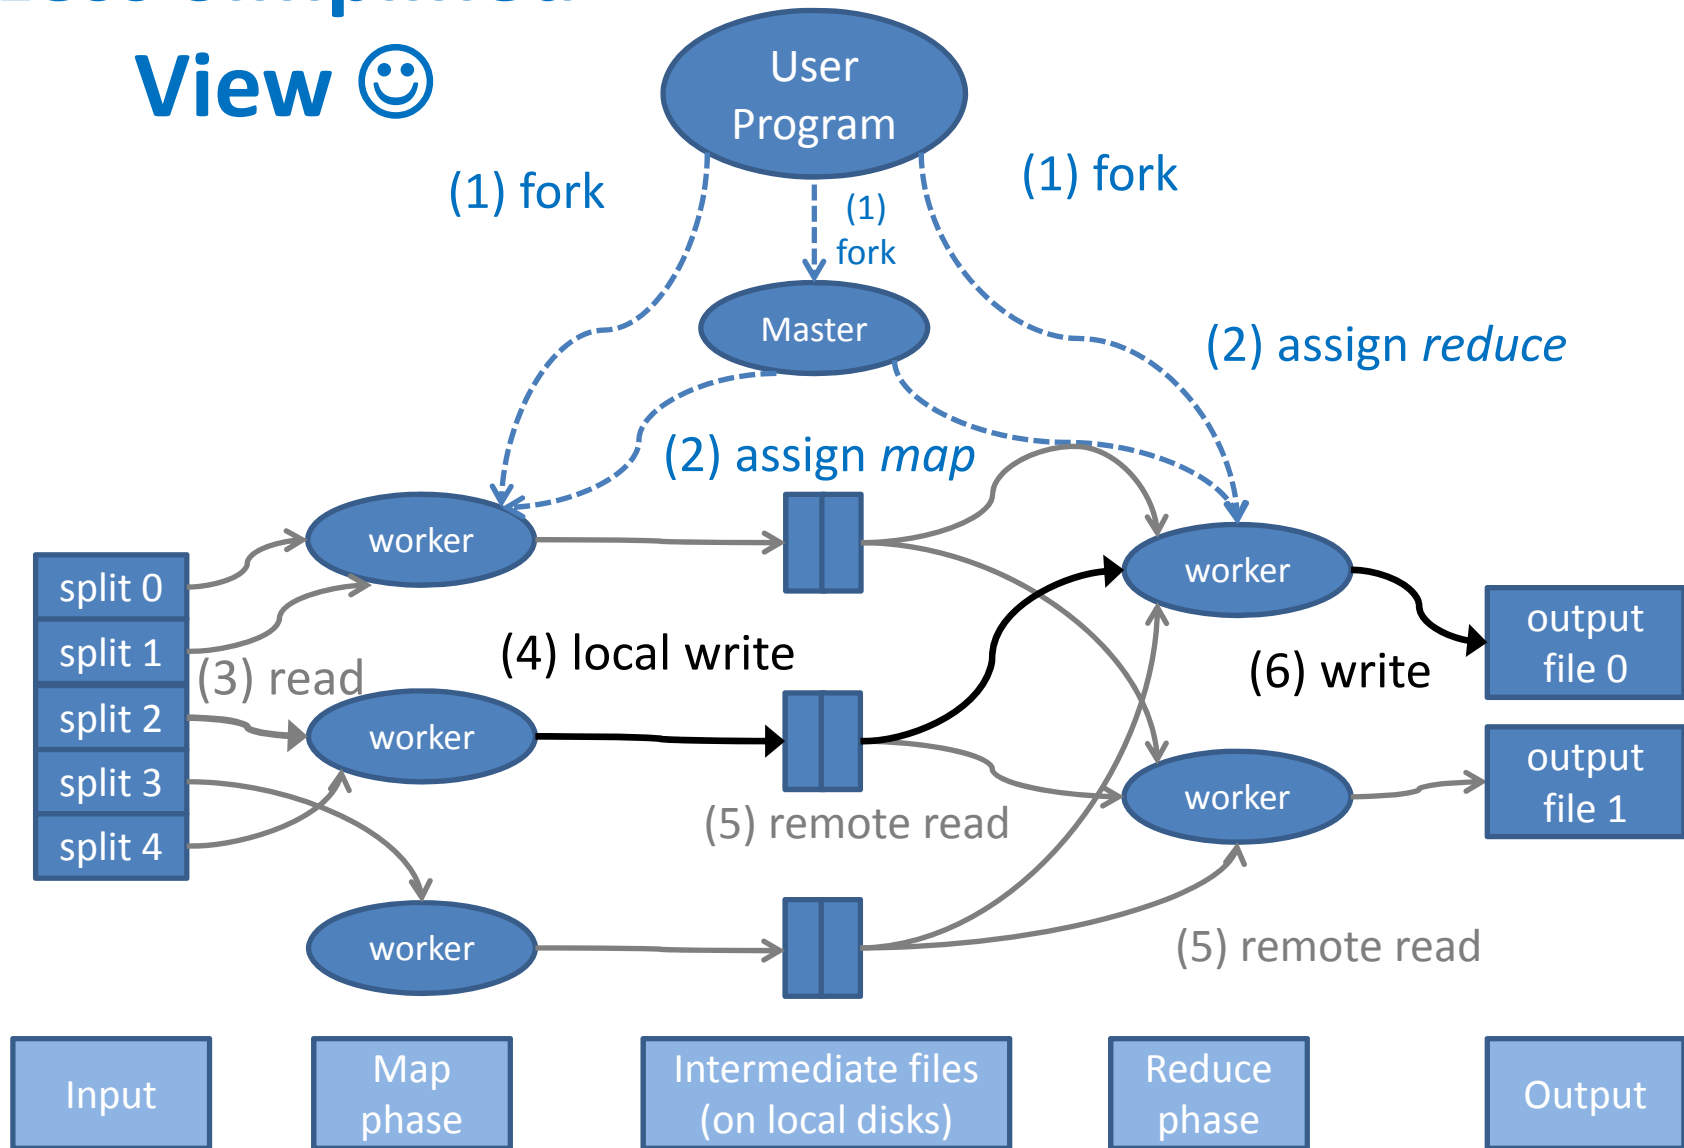 View ☺
User
Program
(1) fork
(1)
fork
(1) fork
Master
(2) assign reduce
(2) assign map
worker
worker
split 0
split 1
split 2
split 3
split 4
(3) read
(4) local write
worker
(5) remote read
worker
(6) write
output
file 0
output
file 1
worker
(5) remote read
Input
Map
phase
Intermediate files
(on local disks)
Reduce
phase
Output